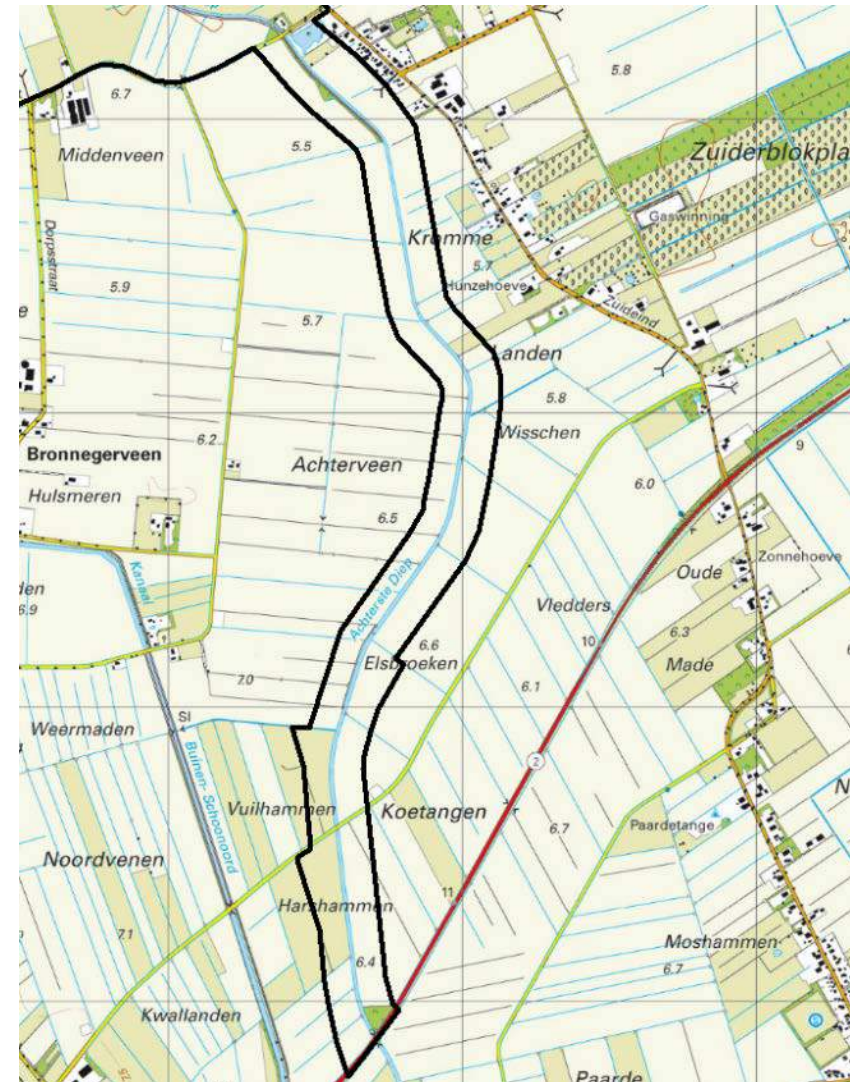 5.8
6.7
Middenveen
5.5
Zuiderblokpla
Gaswinning
Dorpsstraat
Kromme
5.7
Hunzehoeve
5.9
5.7
Zuideind
e
Landen
5.8
Wisschen
6.2
9
Bronnegerveen
Achterveen
Hulsmeren
6.0
6.5
Zonnehoeve
Oude
Kanaal
Achterste Diep
den
6.9
Vledders
6.3
10
6.6
Elsbroeken
Made
7.0
6.1
Sl
Weermaden
2
Buinen-Schoonoord
N
Vuilhammen
Koetangen
6.7
Paardetange
Noordvenen
11
Harshammen
7.1
Moshammen
6.4
6.7
Kwallanden
25
S
Paarde